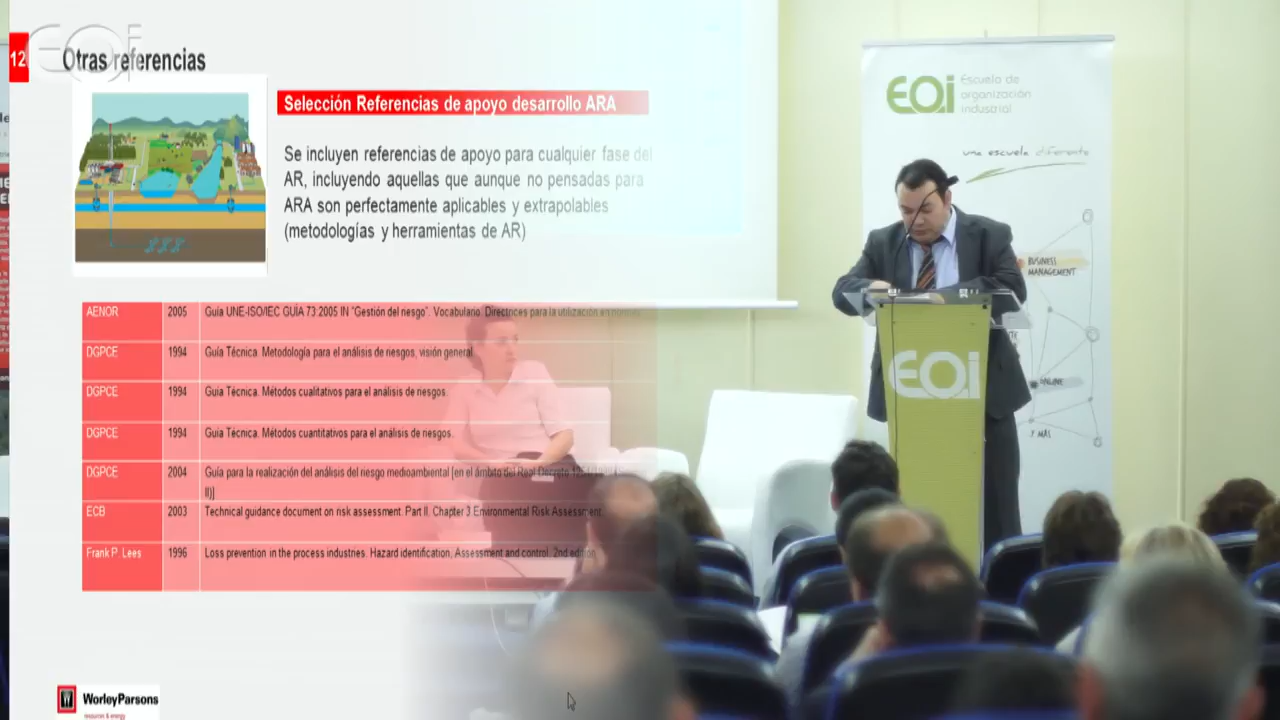 EOi
12
Otras referencias
Selección Referencias de apoyo desarrollo ARA
Se incluyen referencias de apoyo para cualquier fase del
AR, incluyendo aquellas que aunque no pensadas para
ARA son perfectamente aplicables y extrapolables
(metodologías y herramientas de AR)
AENOR 2005 Guía UNE-ISO/IEC GUÍA 73:2005 IN "Gestión del riesgo". Vocabulario. Directrices para la utilización en normas.
DGPCE 1994 Guía Técnica. Metodología para el análisis de riesgos, visión general.
DGPCE 1994 Guía Técnica. Métodos cualitativos para el análisis de riesgos.
DGPCE 1994 Guía Técnica. Métodos cuantitativos para el análisis de riesgos.
DGPCE 2004 Guía para la realización del análisis del riesgo medioambiental [en el ámbito del Real Decreto
II)]
ECB 2003 Technical guidance document on risk assessment. Part II. Chapter 3 Environmental Risk Assessment.
Frank P. Lees 1996 Loss prevention in the process industries. Hazard identification, Assessment and control. 2nd edition.
WorleyParsons
resources & energy
EOi Escuela de
organización
industrial
una escuela diferente
BUSINESS
MANAGEMENT
ONLINE
Y MÁS
EOi